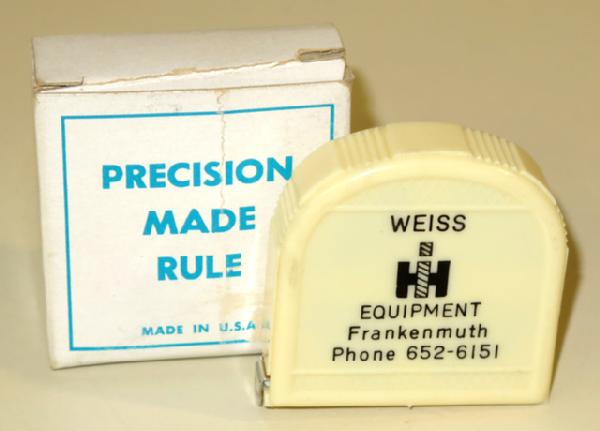 PRECISION
MADE
RULE
MADE IN U.S.A
WEISS
IH
EQUIPMENT
Frankenmuth
Phone 652-6151